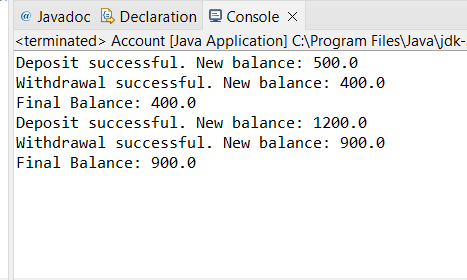 @ Javadoc Declaration Console
<terminated> Account [Java Application] C:\Program Files\Java\jdk-
Deposit successful. New balance: 500.0
Withdrawal successful. New balance: 400.0
Final Balance: 400.0
Deposit successful. New balance: 1200.0
Withdrawal successful. New balance: 900.0
Final Balance: 900.0